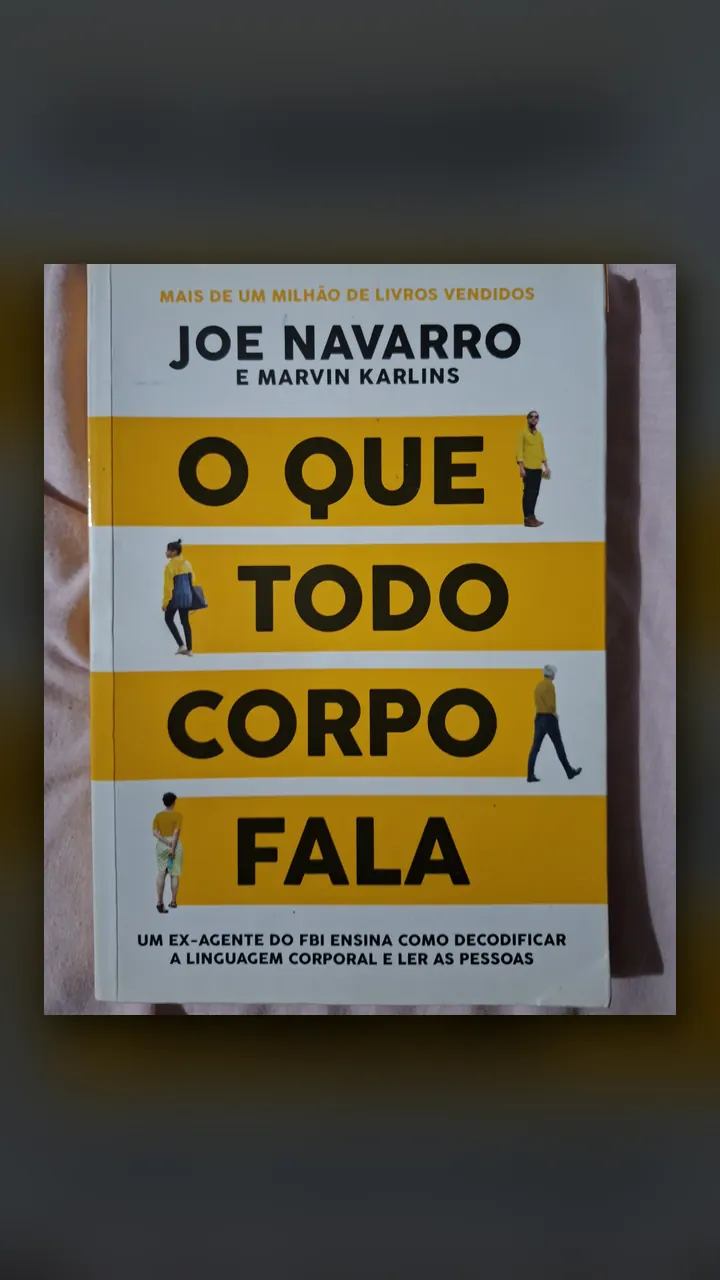 MAIS DE UM MILHÃO DE LIVROS VENDIDOS
JOE NAVARRO
E MARVIN KARLINS
O QUE
TODO
CORPO
FALA
UM EX-AGENTE DO FBI ENSINA COMO DECODIFICAR
A LINGUAGEM CORPORAL E LER AS PESSOAS